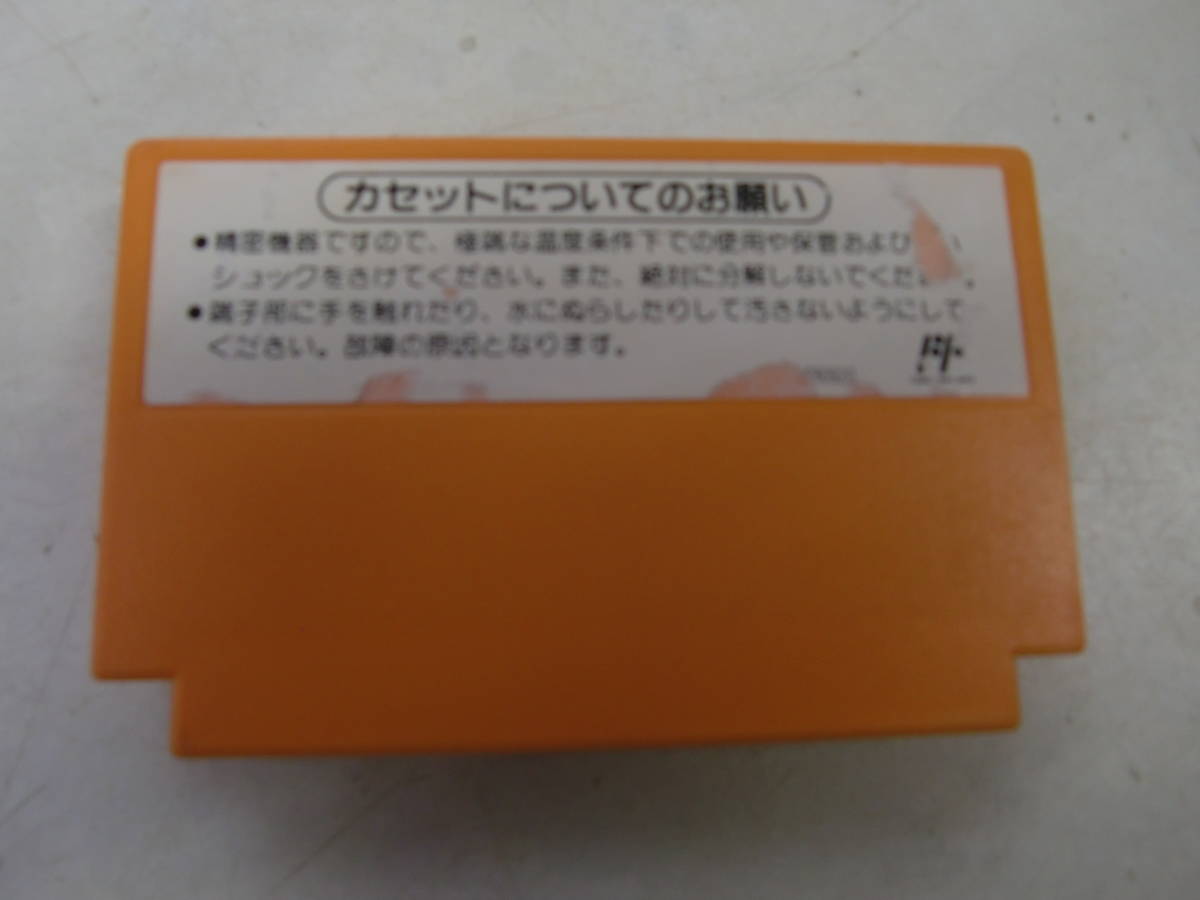 カセットについてのお願い
●精密機器ですので、極端な温度条件下での使用や保管および
ショックをさけてください。また、絶対に分解しないでくだ 。
●端子部に手を触れたり、水にぬらしたりして汚さないようにして
ください。故障の原因となります。